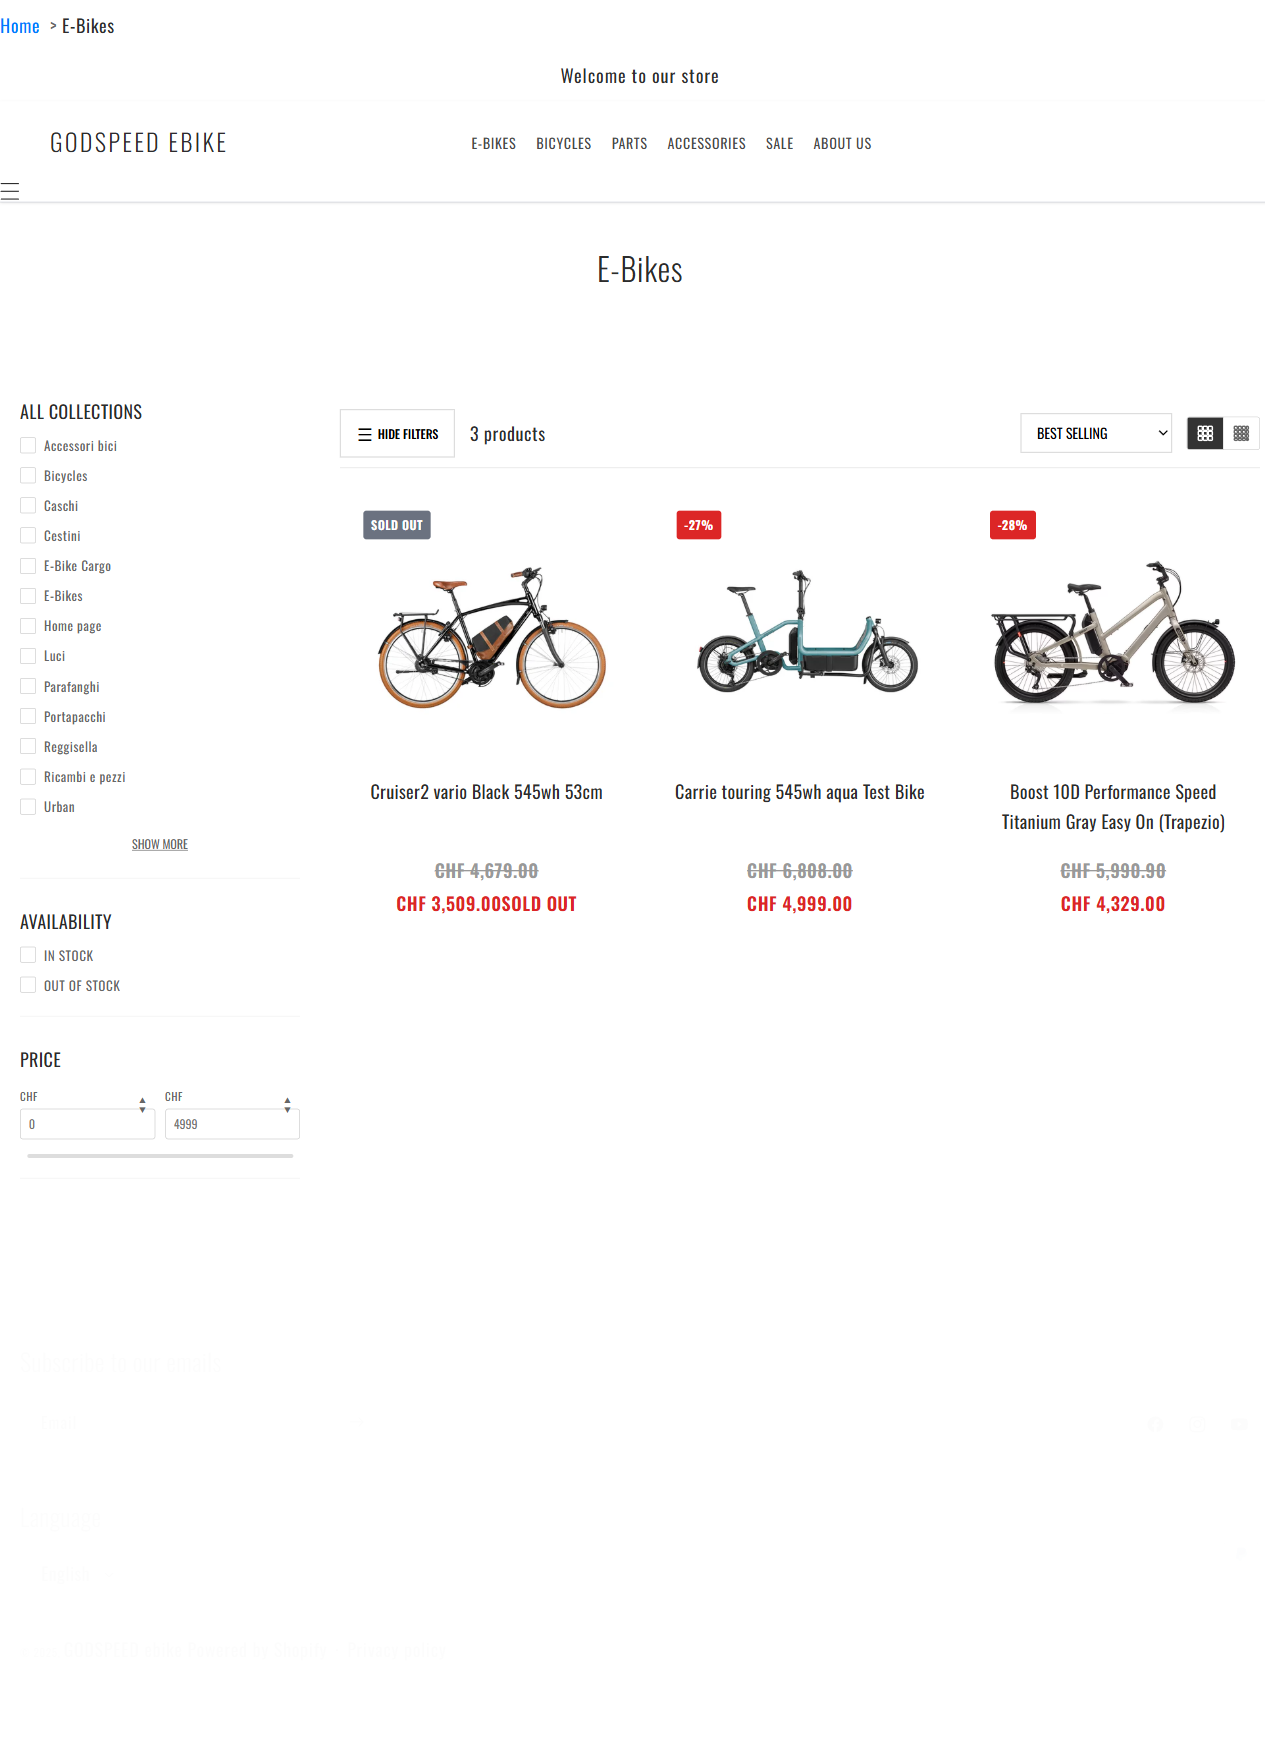 Home > E-Bikes
Welcome to our store
GODSPEED EBIKE
E-BIKES BICYCLES PARTS ACCESSORIES SALE ABOUT US
E-Bikes
ALL COLLECTIONS
Accessori bici
Bicycles
Caschi
Cestini
E-Bike Cargo
E-Bikes
Home page
Luci
Parafanghi
Portapacchi
Reggisella
Ricambi e pezzi
Urban
SHOW MORE
AVAILABILITY
IN STOCK
OUT OF STOCK
PRICE
CHF CHF
0 4999
HIDE FILTERS 3 products BEST SELLING
SOLD OUT
Cruiser2 vario Black 545wh 53cm
CHF 4,679.00
CHF 3,509.00SOLD OUT
-27%
Carrie touring 545wh aqua Test Bike
CHF 6,808.00
CHF 4,999.00
-28%
Boost 10D Performance Speed
Titanium Gray Easy On (Trapezio)
CHF 5,990.90
CHF 4,329.00